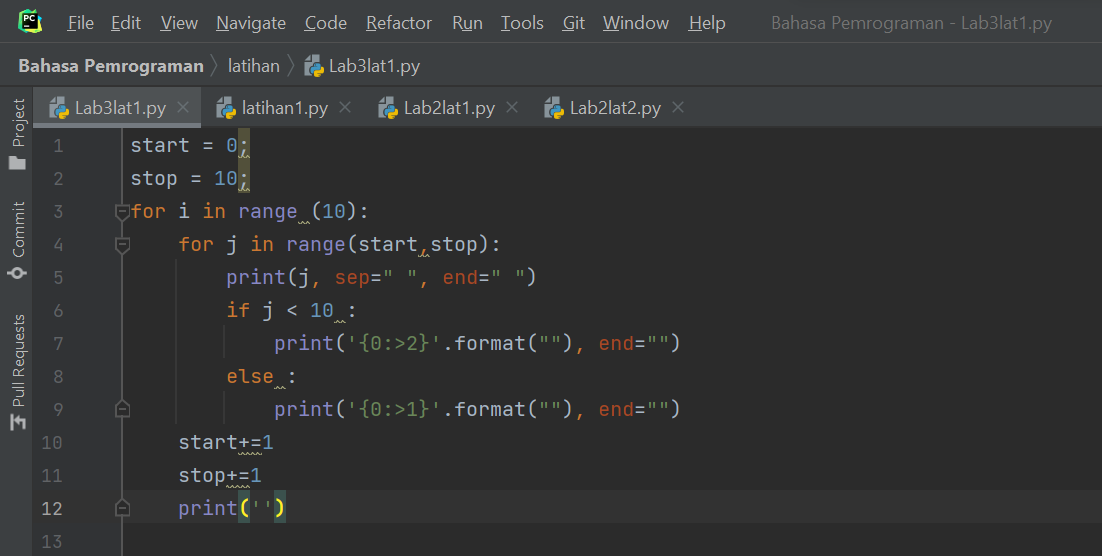 PC File Edit View Navigate Code Refactor Run Tools Git Window Help Bahasa Pemrograman - Lab3lat1.py
Bahasa Pemrograman latihan Lab3lat1.py
Lab3lat1.py latihan1.py Lab2lat1.py Lab2lat2.py
Project
Commit
Pull Requests
1 start = 0;
2 stop = 10;
3 for i in range (10):
4     for j in range(start,stop):
5         print(j, sep=" ", end=" ")
6         if j < 10 :
7             print('{0:>2}'.format(""), end="")
8         else :
9             print('{0:>1}'.format(""), end="")
10     start+=1
11     stop+=1
12     print('')
13